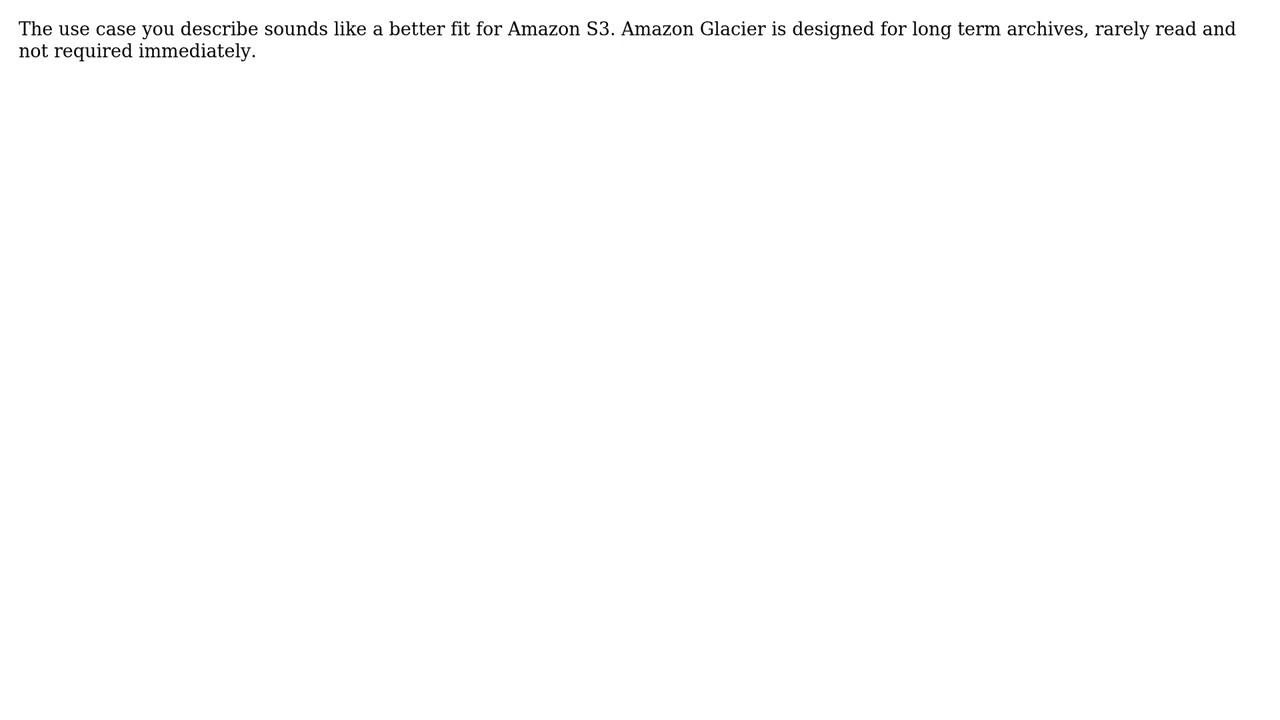 The use case you describe sounds like a better fit for Amazon S3. Amazon Glacier is designed for long term archives, rarely read and
not required immediately.